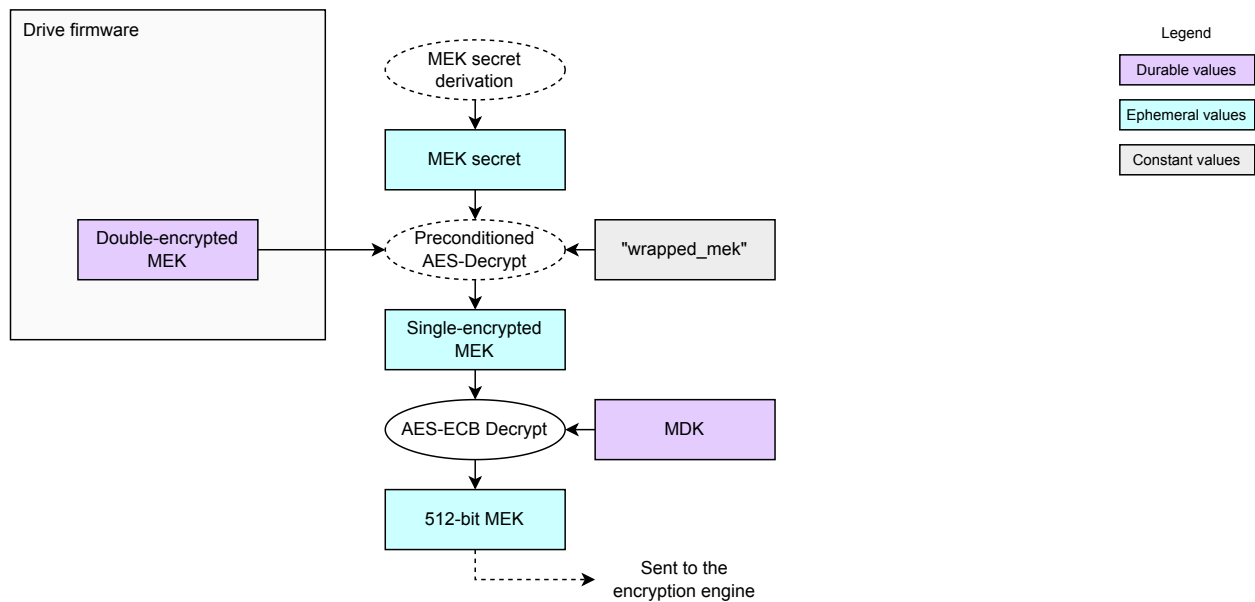 Drive firmware
MEK secret
derivation
Legend
Durable values
Ephemeral values
Constant values
MEK secret
Double-encrypted
MEK
Preconditioned
AES-Decrypt
"wrapped_mek"
Single-encrypted
MEK
AES-ECB Decrypt
MDK
512-bit MEK
Sent to the
encryption engine